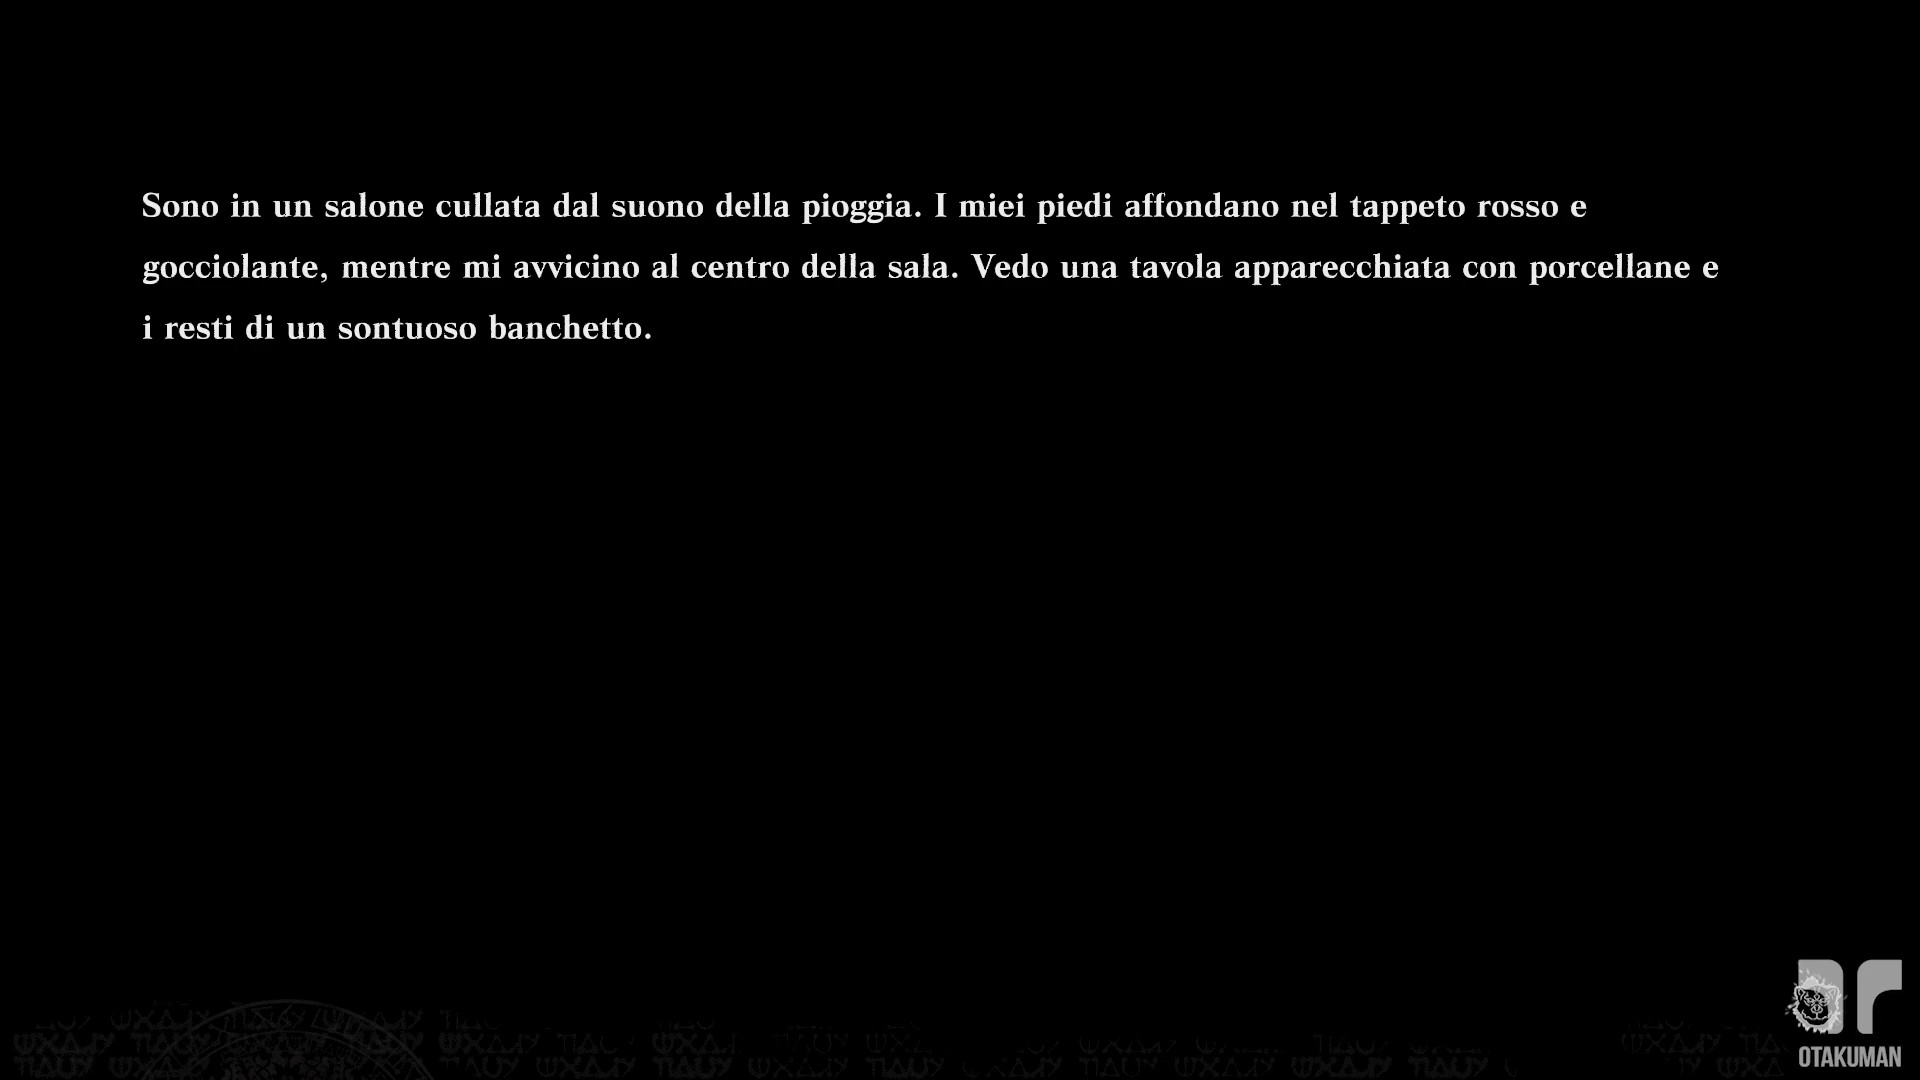 Sono in un salone cullata dal suono della pioggia. I miei piedi affondano nel tappeto rosso e
gocciolante, mentre mi avvicino al centro della sala. Vedo una tavola apparecchiata con porcellane e
i resti di un sontuoso banchetto.
OTAKUMAN